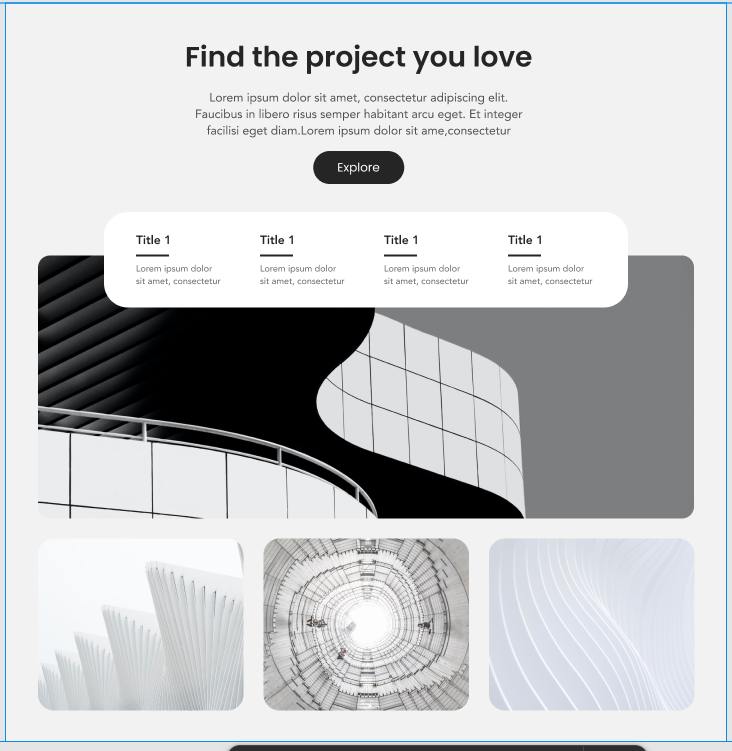 Find the project you love
Lorem ipsum dolor sit amet, consectetur adipiscing elit.
Faucibus in libero risus semper habitant arcu eget. Et integer
facilisi eget diam.Lorem ipsum dolor sit ame,consectetur
Explore
Title 1
Lorem ipsum dolor
sit amet, consectetur
Title 1
Lorem ipsum dolor
sit amet, consectetur
Title 1
Lorem ipsum dolor
sit amet, consectetur
Title 1
Lorem ipsum dolor
sit amet, consectetur